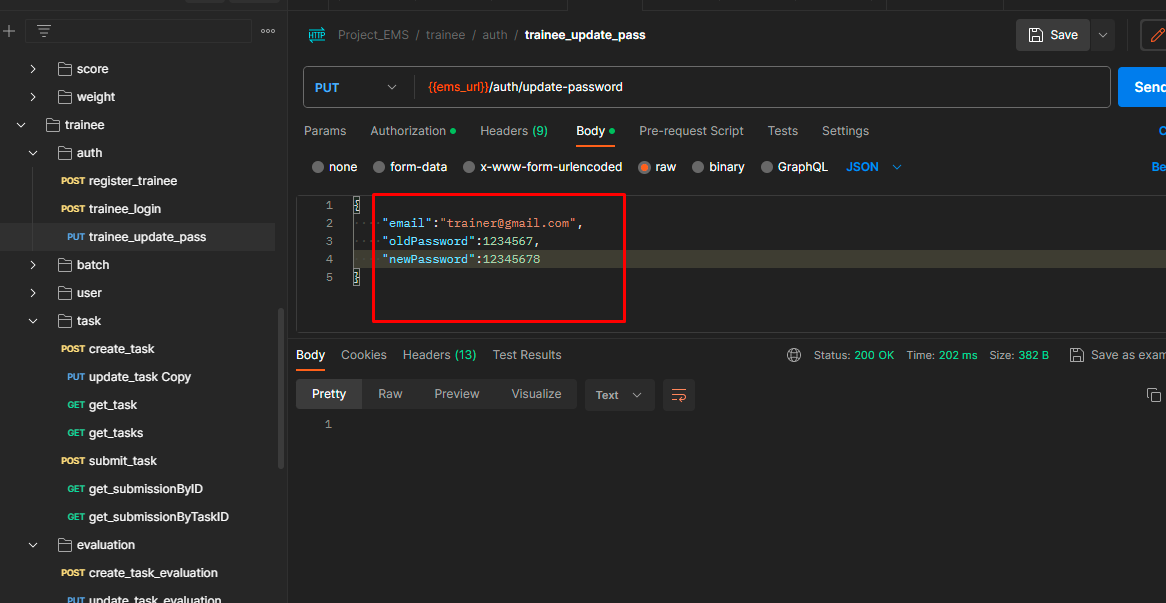 HTTP Project_EMS / trainee / auth / trainee_update_pass Save
PUT {{ems_url}}/auth/update-password Send
Params Authorization Headers (9) Body Pre-request Script Tests Settings
none form-data x-www-form-urlencoded raw binary GraphQL JSON Be
1 {
2 "email":"trainer@gmail.com",
3 "oldPassword":1234567,
4 "newPassword":12345678
5 }
Body Cookies Headers (13) Test Results Status: 200 OK Time: 202 ms Size: 382 B Save as exam
Pretty Raw Preview Visualize Text
1
score
weight
trainee
auth
POST register_trainee
POST trainee_login
PUT trainee_update_pass
batch
user
task
POST create_task
PUT update_task Copy
GET get_task
GET get_tasks
POST submit_task
GET get_submissionByID
GET get_submissionByTaskID
evaluation
POST create_task_evaluation
PUT update_task_evaluation